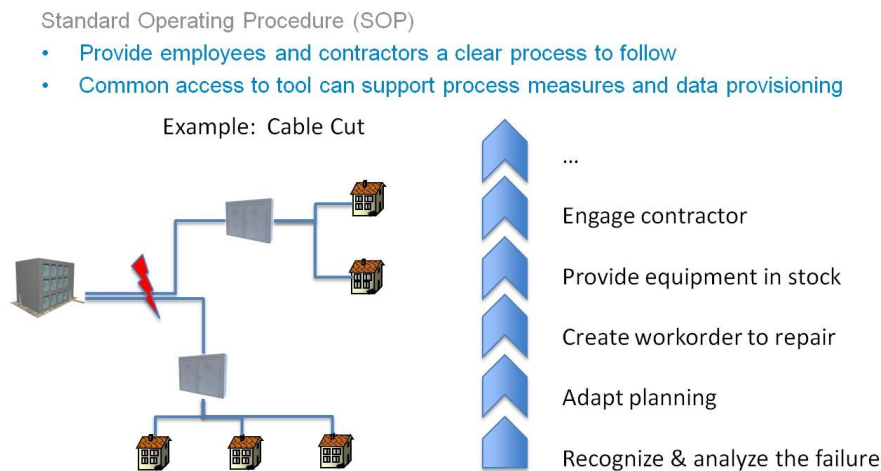 Standard Operating Procedure (SOP)
• Provide employees and contractors a clear process to follow
• Common access to tool can support process measures and data provisioning
Example: Cable Cut
...
Engage contractor
Provide equipment in stock
Create workorder to repair
Adapt planning
Recognize & analyze the failure